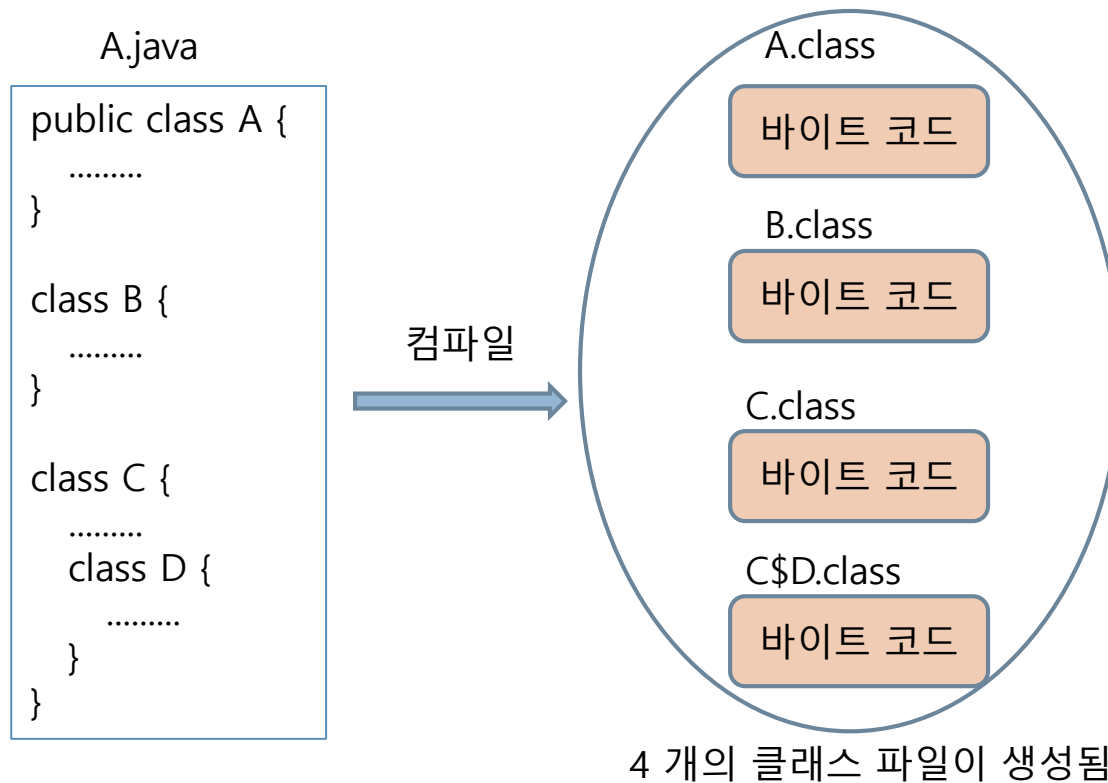 A.java
public class A {
.........
}
class B {
.........
}
class C {
.........
class D {
.........
}
}
컴파일
A.class
바이트 코드
B.class
바이트 코드
C.class
바이트 코드
C$D.class
바이트 코드
4 개의 클래스 파일이 생성됨